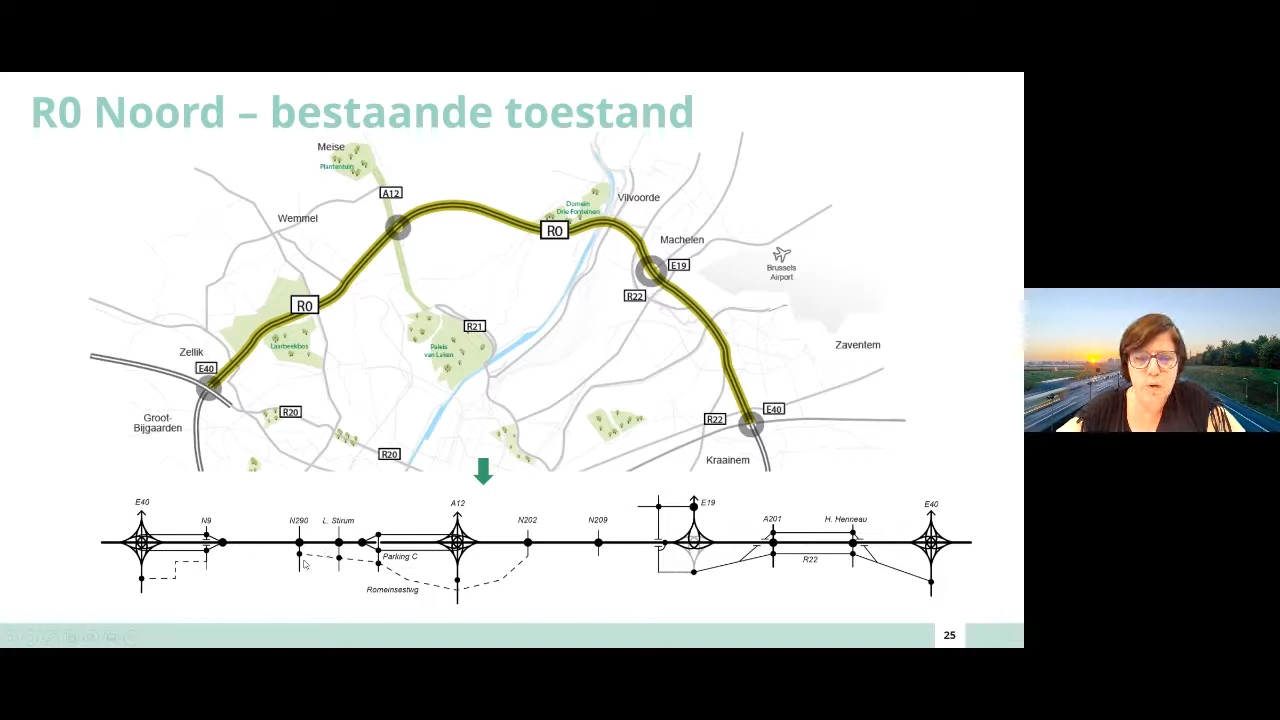 R0 Noord – bestaande toestand
Meise
Plantentuin
A12
Wemmel
Domein
Drie Fonteinen
Vilvoorde
R0
Machelen
E19
Brussels
Airport
R22
R0
R21
Laarbeekbos
Paleis
van Laken
Zellik
Zaventem
E40
R20
Groot-
Bijgaarden
R22
E40
R20
Kraainem
E40
N9
N290
L. Stirum
A12
N202
N209
E19
A201
H. Henneau
E40
Parking C
R22
Romeinsestwg
25